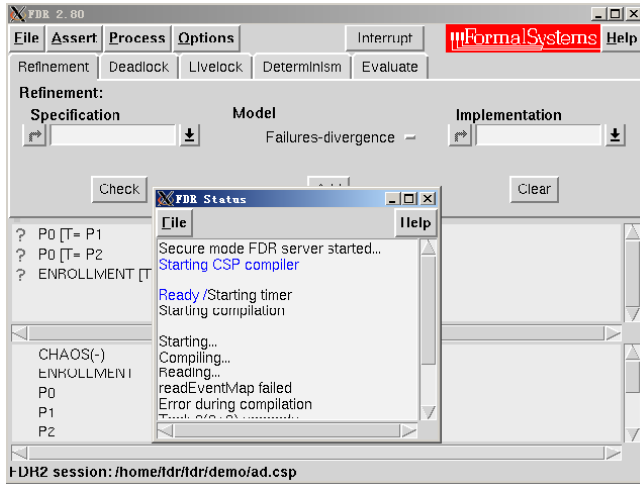 FDR 2.80
File Assert Process Options Interrupt FormalSystems Help
Refinement Deadlock Livelock Determinism Evaluate
Refinement:
Specification Model Implementation
Failures-divergence
Check Clear
FDR Status
File Help
Secure mode FDR server started...
Starting CSP compiler
Ready /Starting timer
Starting compilation
Starting...
Compiling...
Reading...
readEventMap failed
Error during compilation
? P0 [T= P1
? P0 [T= P2
? ENROLLMENT [T
CHAOS(-)
ENROLLMENT
P0
P1
P2
FDR2 session: /home/fdr/fdr/demo/ad.csp